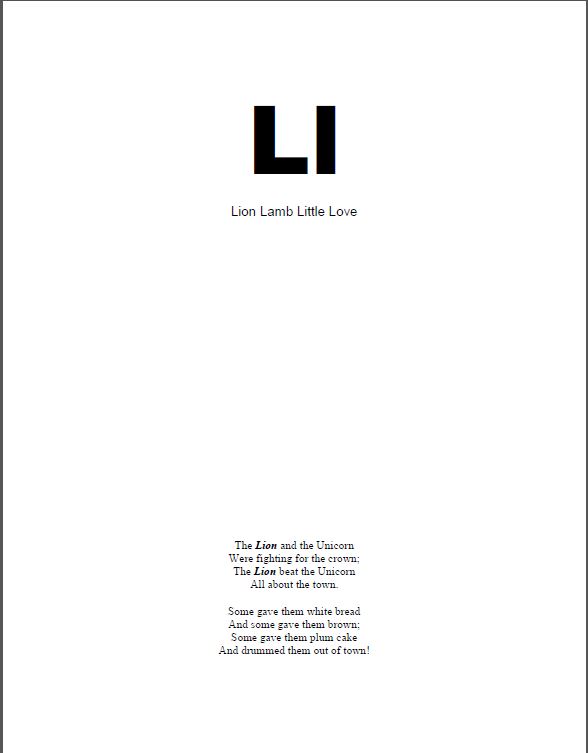 Ll
Lion Lamb Little Love
The Lion and the Unicorn
Were fighting for the crown;
The Lion beat the Unicorn
All about the town.
Some gave them white bread
And some gave them brown;
Some gave them plum cake
And drummed them out of town!